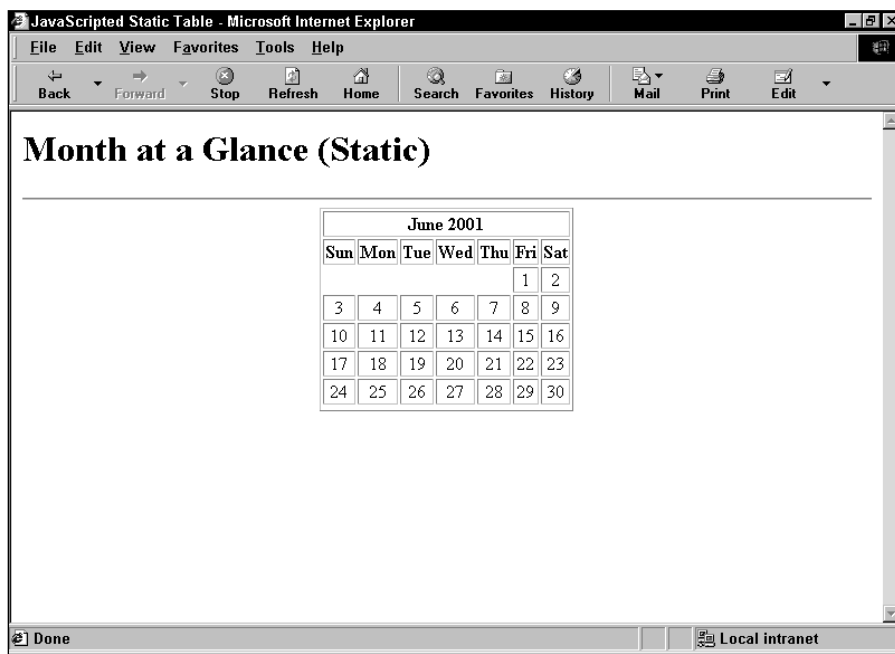 JavaScripted Static Table - Microsoft Internet Explorer
File Edit View Favorites Tools Help
Back Forward Stop Refresh Home Search Favorites History Mail Print Edit
Month at a Glance (Static)
June 2001
Sun Mon Tue Wed Thu Fri Sat
1 2
3 4 5 6 7 8 9
10 11 12 13 14 15 16
17 18 19 20 21 22 23
24 25 26 27 28 29 30
Done Local intranet